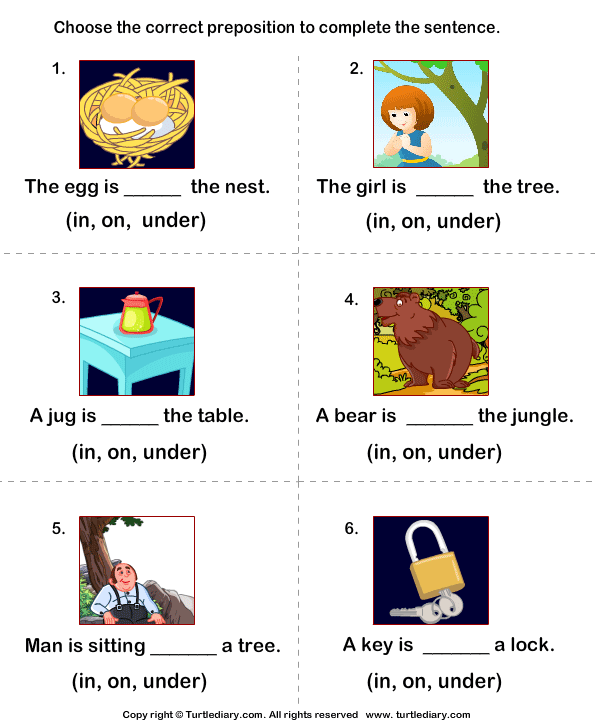 Choose the correct preposition to complete the sentence.
1.
The egg is ______ the nest.
(in, on, under)
2.
The girl is ______ the tree.
(in, on, under)
3.
A jug is ______ the table.
(in, on, under)
4.
A bear is _______ the jungle.
(in, on, under)
5.
Man is sitting _______ a tree.
(in, on, under)
6.
A key is _______ a lock.
(in, on, under)
Copy right © Turtlediary.com. All rights reserved www.turtlediary.com